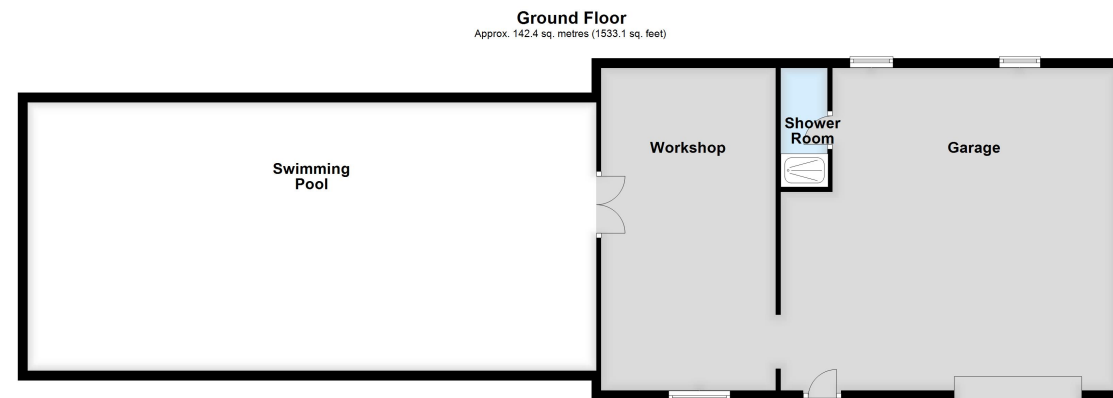 Ground Floor
Approx. 142.4 sq. metres (1533.1 sq. feet)
Swimming
Pool
Workshop
Shower
Room
Garage